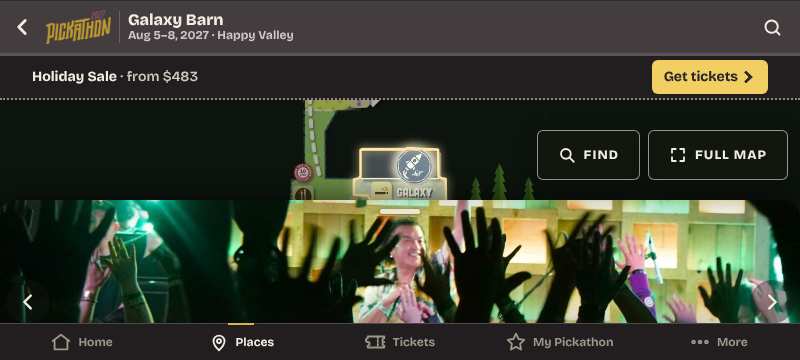 PICKATHON
Galaxy Barn
Aug 5–8, 2027 · Happy Valley
Holiday Sale · from $483
Get tickets
FIND
FULL MAP
GALAXY
Home
Places
Tickets
My Pickathon
More